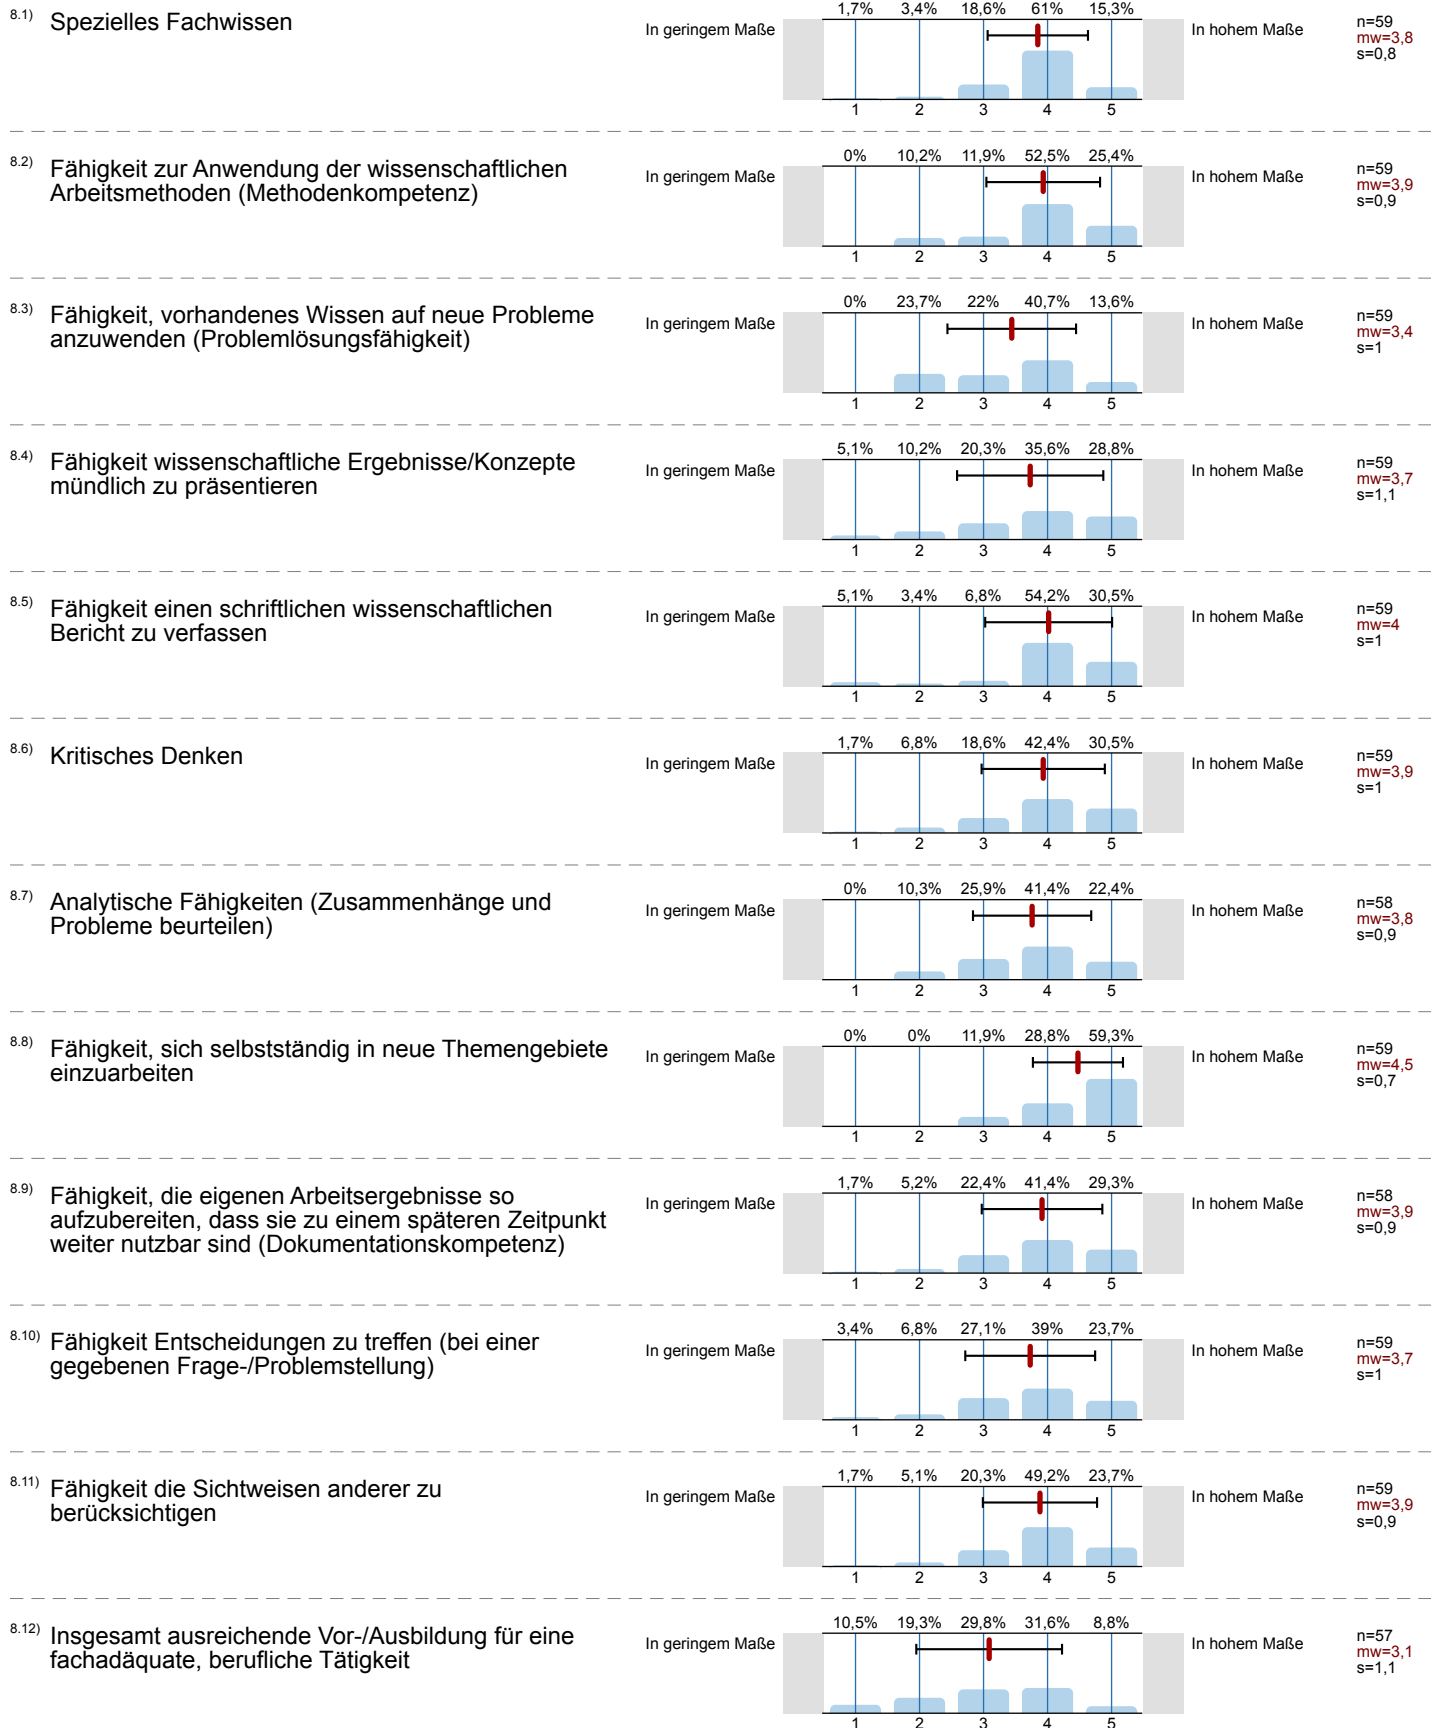 8.1) Spezielles Fachwissen
In geringem Maße
1,7% 3,4% 18,6% 61% 15,3%
1 2 3 4 5
In hohem Maße
n=59
mw=3,8
s=0,8
8.2) Fähigkeit zur Anwendung der wissenschaftlichen
Arbeitsmethoden (Methodenkompetenz)
In geringem Maße
0% 10,2% 11,9% 52,5% 25,4%
1 2 3 4 5
In hohem Maße
n=59
mw=3,9
s=0,9
8.3) Fähigkeit, vorhandenes Wissen auf neue Probleme
anzuwenden (Problemlösungsfähigkeit)
In geringem Maße
0% 23,7% 22% 40,7% 13,6%
1 2 3 4 5
In hohem Maße
n=59
mw=3,4
s=1
8.4) Fähigkeit wissenschaftliche Ergebnisse/Konzepte
mündlich zu präsentieren
In geringem Maße
5,1% 10,2% 20,3% 35,6% 28,8%
1 2 3 4 5
In hohem Maße
n=59
mw=3,7
s=1,1
8.5) Fähigkeit einen schriftlichen wissenschaftlichen
Bericht zu verfassen
In geringem Maße
5,1% 3,4% 6,8% 54,2% 30,5%
1 2 3 4 5
In hohem Maße
n=59
mw=4
s=1
8.6) Kritisches Denken
In geringem Maße
1,7% 6,8% 18,6% 42,4% 30,5%
1 2 3 4 5
In hohem Maße
n=59
mw=3,9
s=1
8.7) Analytische Fähigkeiten (Zusammenhänge und
Probleme beurteilen)
In geringem Maße
0% 10,3% 25,9% 41,4% 22,4%
1 2 3 4 5
In hohem Maße
n=58
mw=3,8
s=0,9
8.8) Fähigkeit, sich selbstständig in neue Themengebiete
einzuarbeiten
In geringem Maße
0% 0% 11,9% 28,8% 59,3%
1 2 3 4 5
In hohem Maße
n=59
mw=4,5
s=0,7
8.9) Fähigkeit, die eigenen Arbeitsergebnisse so
aufzubereiten, dass sie zu einem späteren Zeitpunkt
weiter nutzbar sind (Dokumentationskompetenz)
In geringem Maße
1,7% 5,2% 22,4% 41,4% 29,3%
1 2 3 4 5
In hohem Maße
n=58
mw=3,9
s=0,9
8.10) Fähigkeit Entscheidungen zu treffen (bei einer
gegebenen Frage-/Problemstellung)
In geringem Maße
3,4% 6,8% 27,1% 39% 23,7%
1 2 3 4 5
In hohem Maße
n=59
mw=3,7
s=1
8.11) Fähigkeit die Sichtweisen anderer zu
berücksichtigen
In geringem Maße
1,7% 5,1% 20,3% 49,2% 23,7%
1 2 3 4 5
In hohem Maße
n=59
mw=3,9
s=0,9
8.12) Insgesamt ausreichende Vor-/Ausbildung für eine
fachadäquate, berufliche Tätigkeit
In geringem Maße
10,5% 19,3% 29,8% 31,6% 8,8%
1 2 3 4 5
In hohem Maße
n=57
mw=3,1
s=1,1